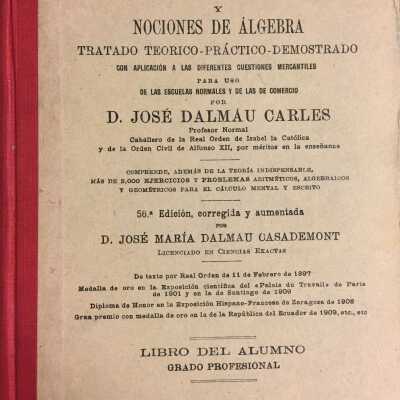 Y
NOCIONES DE ÁLGEBRA
TRATADO TEORICO-PRÁCTICO-DEMOSTRADO
CON APLICACIÓN A LAS DIFERENTES CUESTIONES MERCANTILES
PARA USO
DE LAS ESCUELAS NORMALES Y DE LAS DE COMERCIO
POR
D. JOSÉ DALMÁU CARLES
Profesor Normal
Caballero de la Real Orden de Isabel la Católica
y de la Orden Civil de Alfonso XII, por méritos en la enseñanza
COMPRENDE, ADEMÁS DE LA TEORÍA INDISPENSABLE,
MÁS DE 5,000 EJERCICIOS Y PROBLEMAS ARITMÉTICOS, ALGEBRAICOS
Y GEOMÉTRICOS PARA EL CÁLCULO MENTAL Y ESCRITO
56.ª Edición, corregida y aumentada
POR
D. JOSÉ MARÍA DALMAU CASADEMONT
LICENCIADO EN CIENCIAS EXACTAS
De texto por Real Orden de 11 de Febrero de 1897
Medalla de oro en la Exposición científica del «Palais du Travail» de París
de 1901 y en la de Santiago de 1909
Diploma de Honor en la Exposición Hispano-Francesa de Zaragoza de 1908
Gran premio con medalla de oro en la de la República del Ecuador de 1909, etc., etc
LIBRO DEL ALUMNO
GRADO PROFESIONAL